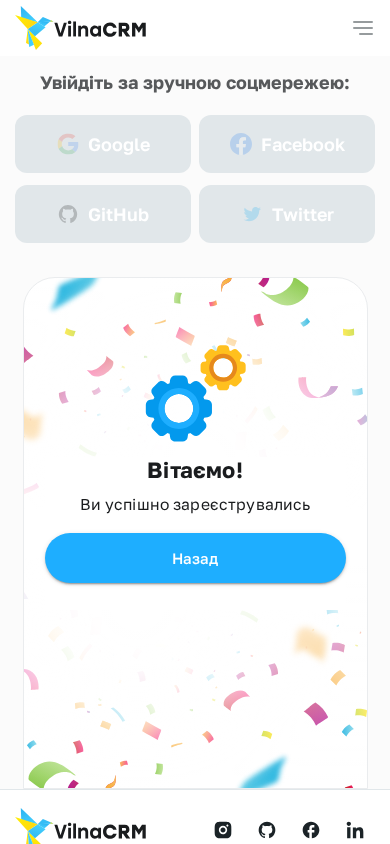 VilnaCRM
Увійдіть за зручною соцмережею:
Google
Facebook
GitHub
Twitter
Вітаємо!
Ви успішно зареєструвались
Назад
VilnaCRM